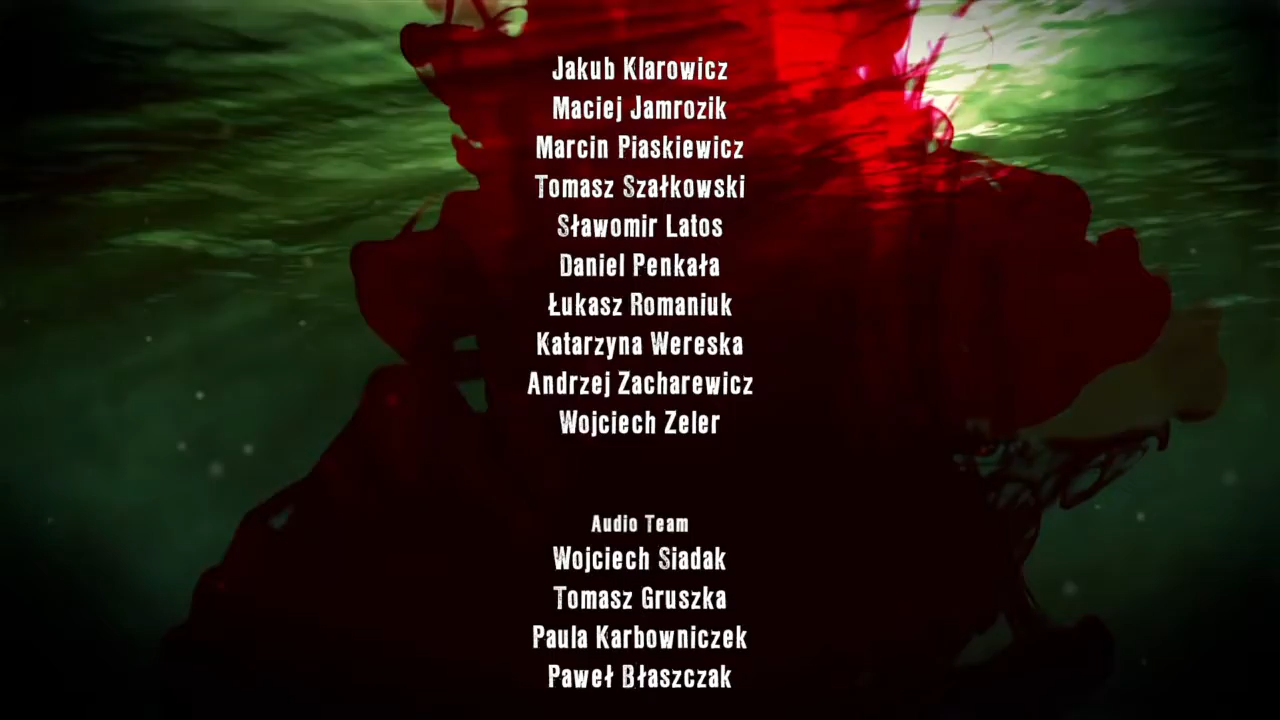 Jakub Klarowicz
Maciej Jamrozik
Marcin Piaskiewicz
Tomasz Szałkowski
Sławomir Latos
Daniel Penkała
Łukasz Romaniuk
Katarzyna Wereska
Andrzej Zacharewicz
Wojciech Zeler
Audio Team
Wojciech Siadak
Tomasz Gruszka
Paula Karbowniczek
Paweł Błaszczak